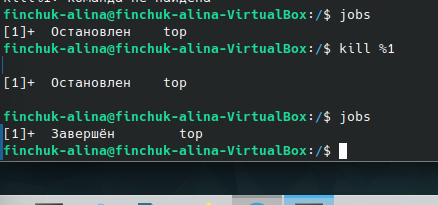 finchuk-alina@finchuk-alina-VirtualBox:/$ jobs
[1]+  Остановлен    top
finchuk-alina@finchuk-alina-VirtualBox:/$ kill %1
[1]+  Остановлен    top
finchuk-alina@finchuk-alina-VirtualBox:/$ jobs
[1]+  Завершён      top
finchuk-alina@finchuk-alina-VirtualBox:/$